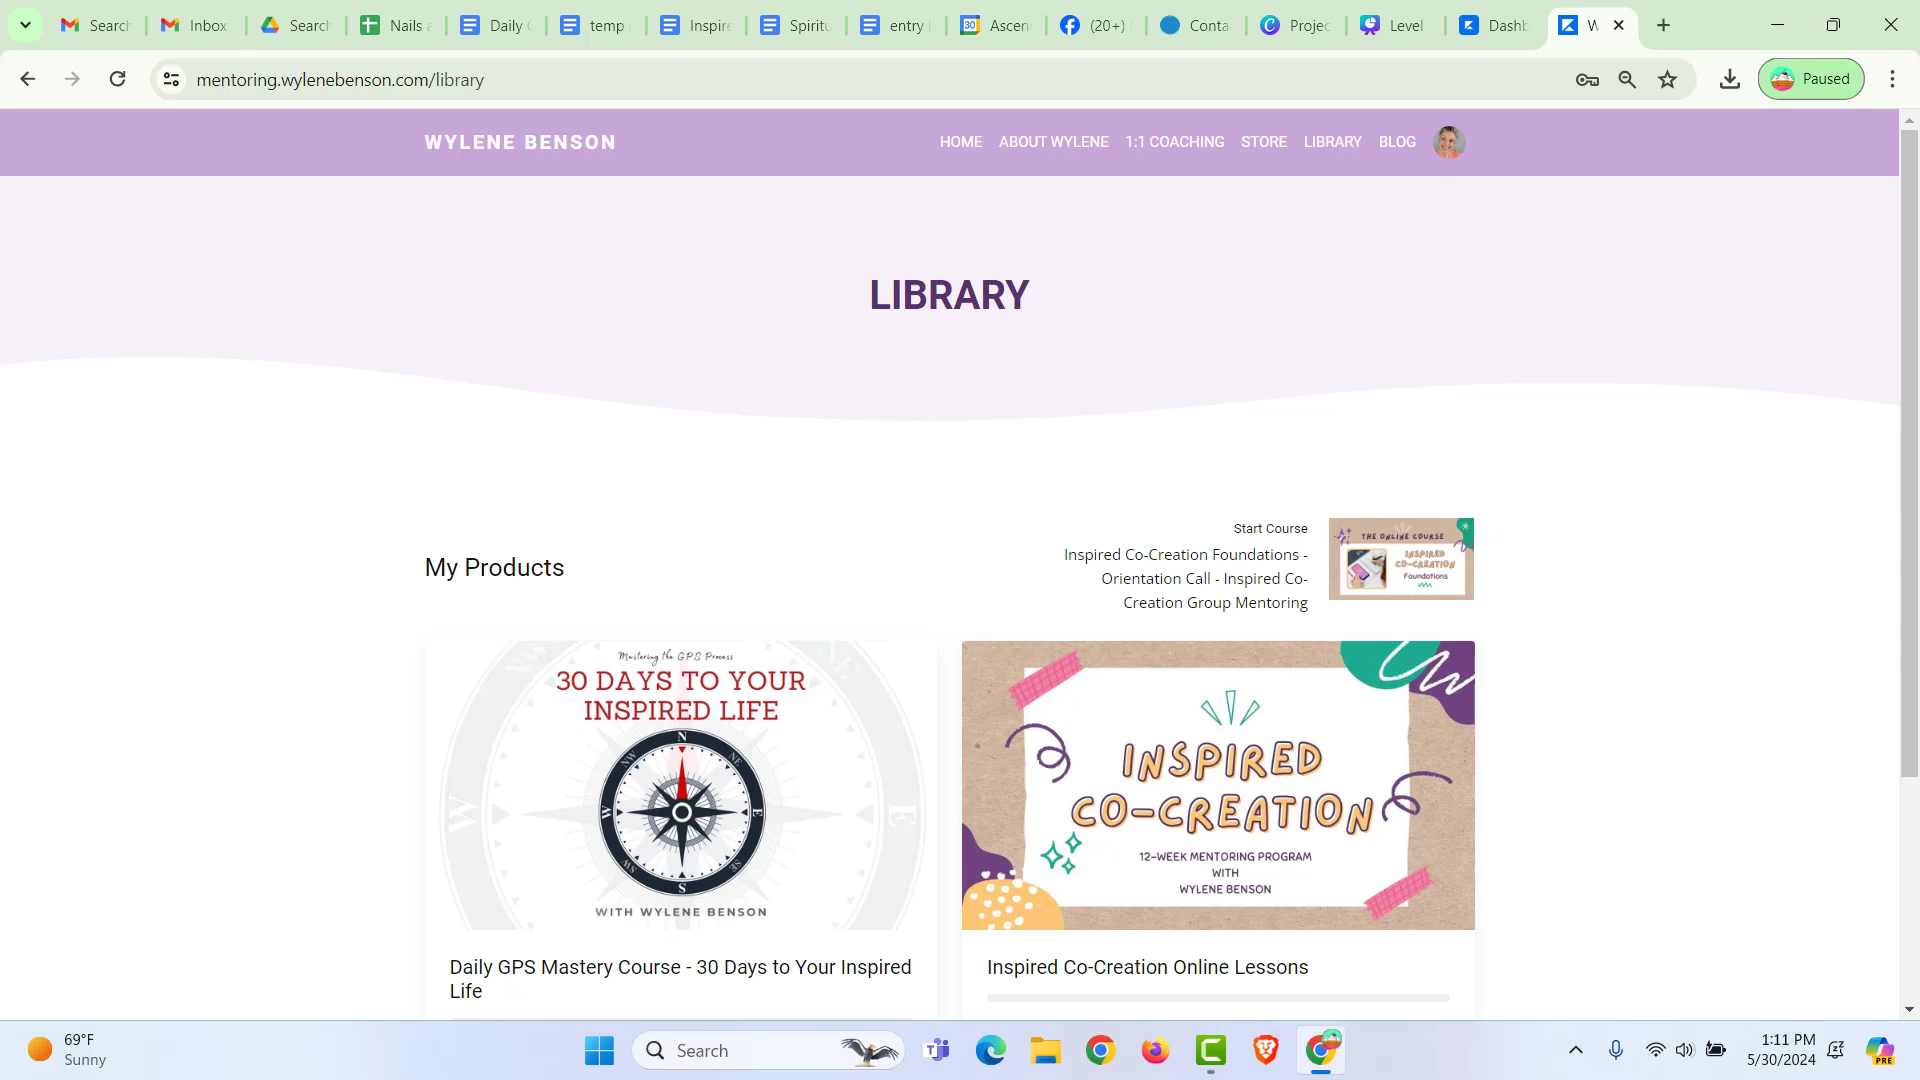 Search
Inbox
Search
Nails a
Daily G
temp
Inspire
Spiritu
entry
Ascen
(20+)
Conta
Projec
Level
Dashb
W
mentoring.wylenebenson.com/library
Paused
WYLENE BENSON
HOME
ABOUT WYLENE
1:1 COACHING
STORE
LIBRARY
BLOG
LIBRARY
My Products
Start Course
Inspired Co-Creation Foundations -
Orientation Call - Inspired Co-
Creation Group Mentoring
THE ONLINE COURSE
INSPIRED
CO-CREATION
Foundations
Mastering the GPS Process
30 DAYS TO YOUR
INSPIRED LIFE
N
NW
NE
W
E
SW
SE
S
W
E
WITH WYLENE BENSON
INSPIRED
CO-CREATION
12-WEEK MENTORING PROGRAM
WITH
WYLENE BENSON
Daily GPS Mastery Course - 30 Days to Your Inspired
Life
Inspired Co-Creation Online Lessons
69°F
Sunny
Search
1:11 PM
5/30/2024
PRE